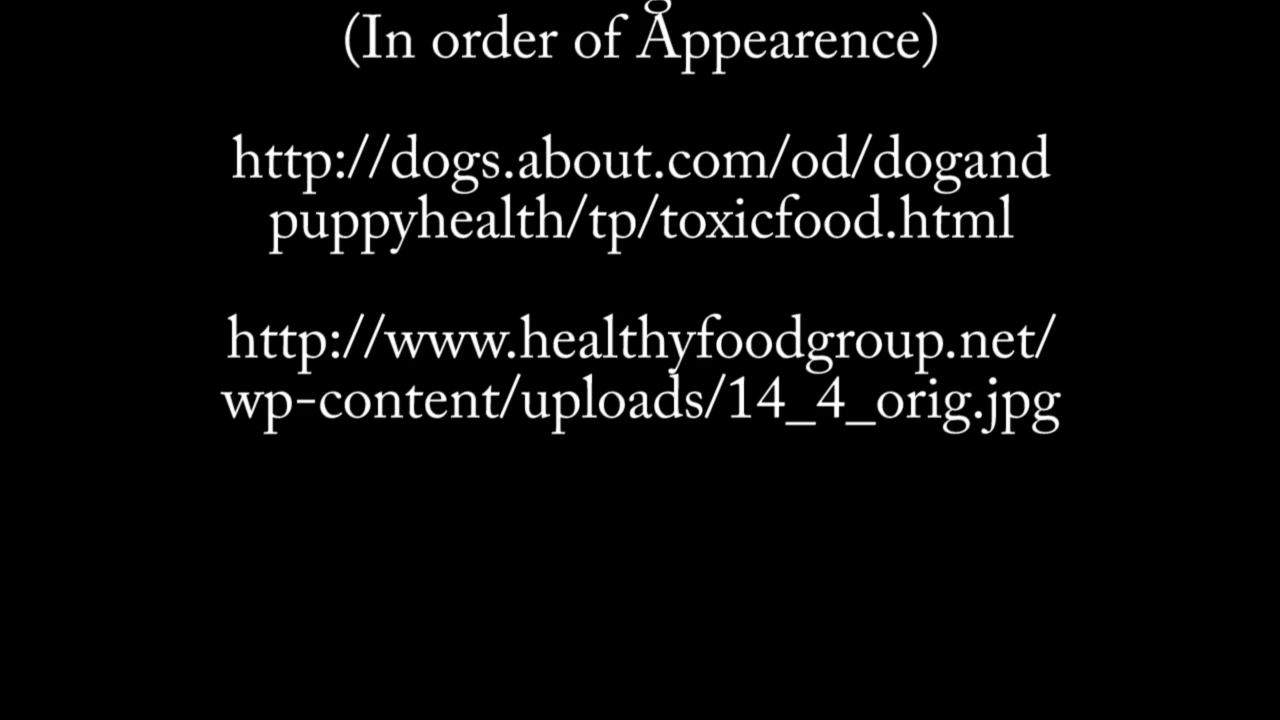 (In order of Appearence)
http://dogs.about.com/od/dogand
puppyhealth/tp/toxicfood.html
http://www.healthyfoodgroup.net/
wp-content/uploads/14_4_orig.jpg